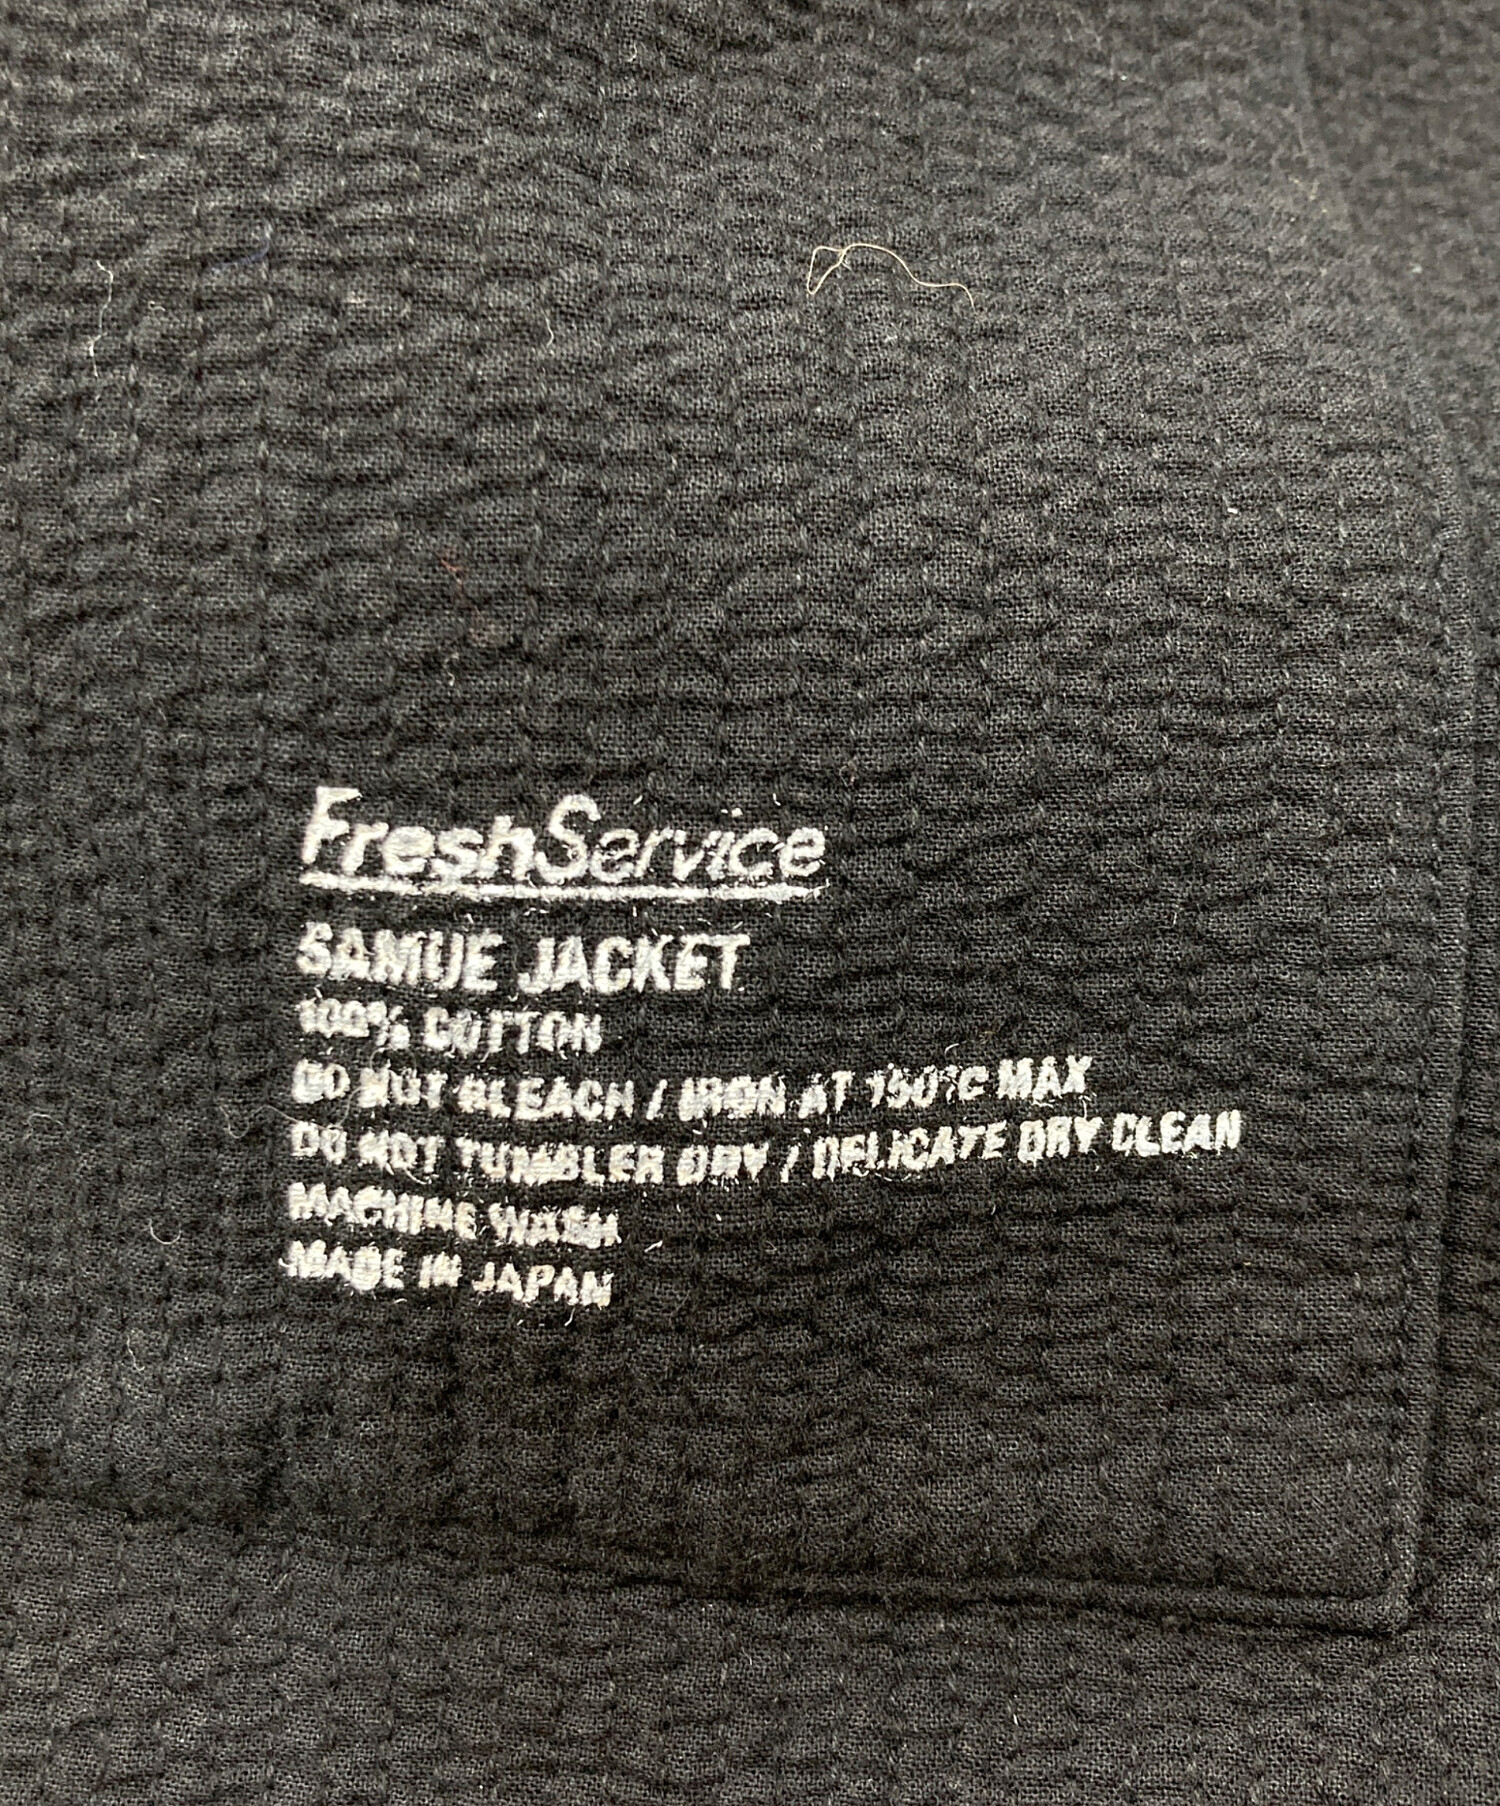 FreshService
SAMUE JACKET
100% COTTON
DO NOT BLEACH / IRON AT 150°C MAX
DO NOT TUMBLER DRY / DELICATE DRY CLEAN
MACHINE WASH
MADE IN JAPAN